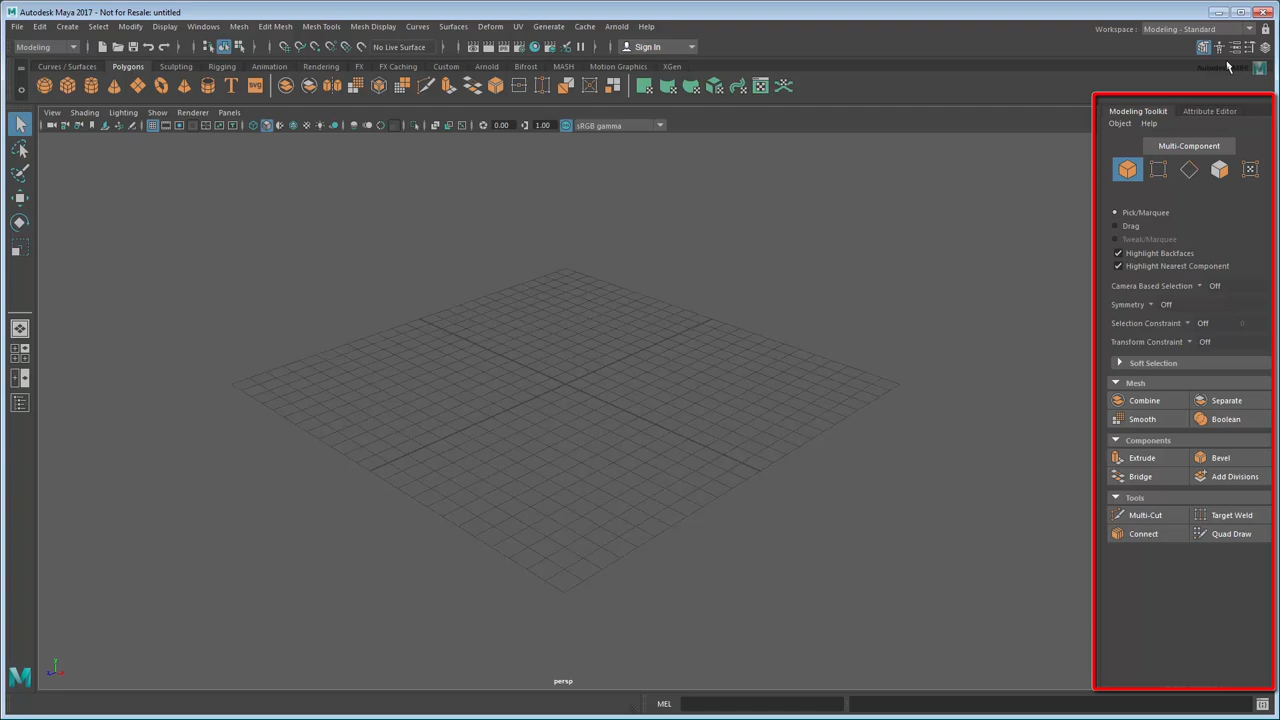 Autodesk Maya 2017 - Not for Resale: untitled
File Edit Create Select Modify Display Windows Mesh Edit Mesh Mesh Tools Mesh Display Curves Surfaces Deform UV Generate Cache Arnold Help
Workspace : Modeling - Standard
Modeling No Live Surface Sign In
Curves / Surfaces Polygons Sculpting Rigging Animation Rendering FX FX Caching Custom Arnold Bifrost MASH Motion Graphics XGen
T SVG
View Shading Lighting Show Renderer Panels
0.00 1.00 sRGB gamma
Modeling Toolkit Attribute Editor
Object Help
Multi-Component
Pick/Marquee
Drag
Tweak/Marquee
Highlight Backfaces
Highlight Nearest Component
Camera Based Selection Off
Symmetry Off
Selection Constraint Off 0
Transform Constraint Off
Soft Selection
Mesh
Combine Separate
Smooth Boolean
Components
Extrude Bevel
Bridge Add Divisions
Tools
Multi-Cut Target Weld
Connect Quad Draw
persp
MEL